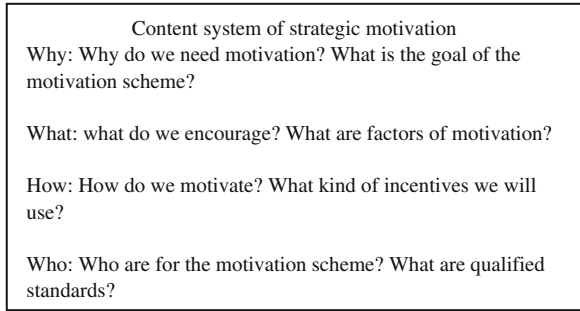 Content system of strategic motivation
Why: Why do we need motivation? What is the goal of the
motivation scheme?
What: what do we encourage? What are factors of motivation?
How: How do we motivate? What kind of incentives we will
use?
Who: Who are for the motivation scheme? What are qualified
standards?